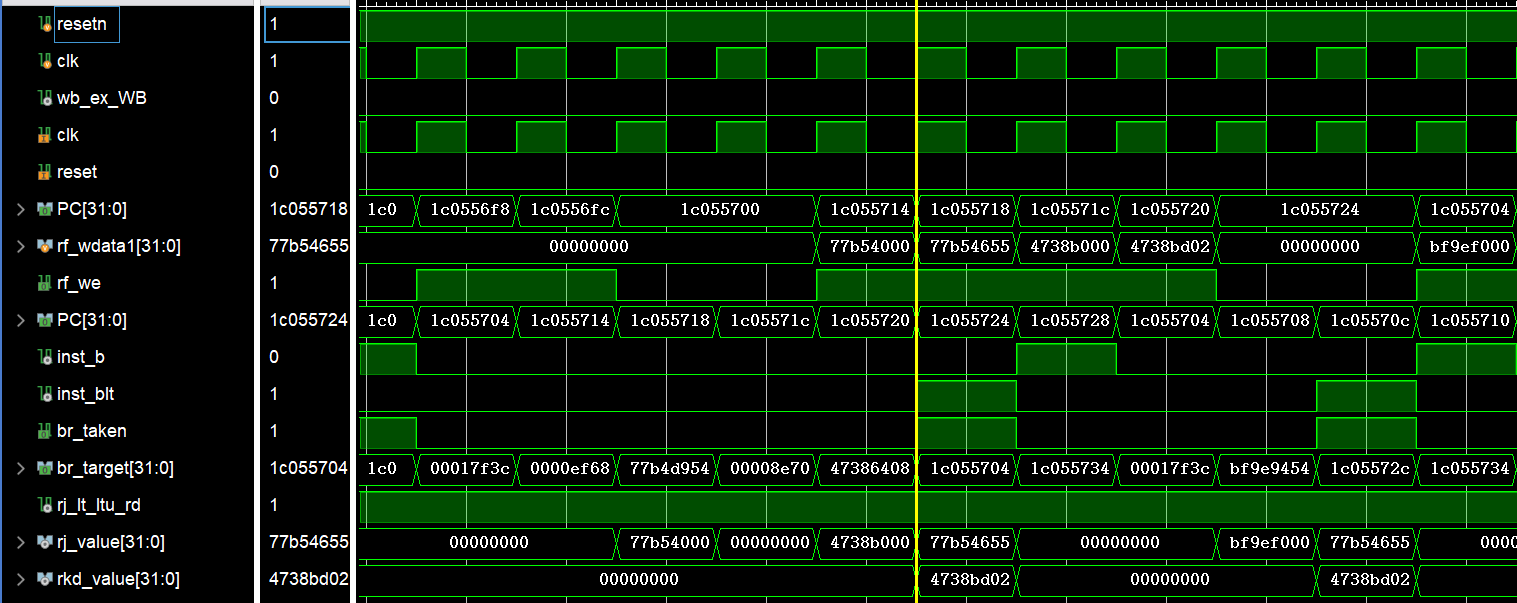 resetn 1
clk 1
wb_ex_WB 0
clk 1
reset 0
PC[31:0] 1c055718 1c0 1c0556f8 1c0556fc 1c055700 1c055714 1c055718 1c05571c 1c055720 1c055724 1c055704
rf_wdata1[31:0] 77b54655 00000000 77b54000 77b54655 4738b000 4738bd02 00000000 bf9ef000
rf_we 1
PC[31:0] 1c055724 1c0 1c055704 1c055714 1c055718 1c05571c 1c055720 1c055724 1c055728 1c055704 1c055708 1c05570c 1c055710
inst_b 0
inst_blt 1
br_taken 1
br_target[31:0] 1c055704 1c0 00017f3c 0000ef68 77b4d954 00008e70 47386408 1c055704 1c055734 00017f3c bf9e9454 1c05572c 1c055734
rj_lt_ltu_rd 1
rj_value[31:0] 77b54655 00000000 77b54000 00000000 4738b000 77b54655 00000000 bf9ef000 77b54655 0000
rkd_value[31:0] 4738bd02 00000000 4738bd02 00000000 4738bd02